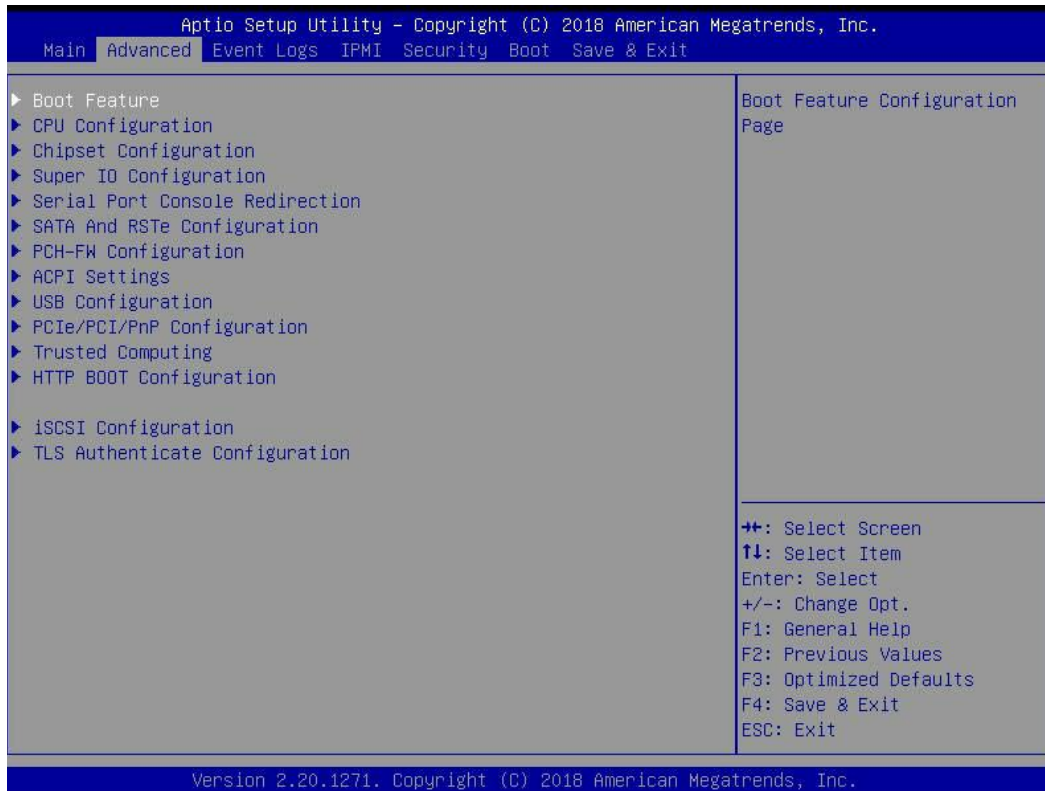 Aptio Setup Utility – Copyright (C) 2018 American Megatrends, Inc.
Main Advanced Event Logs IPMI Security Boot Save & Exit
▶ Boot Feature
▶ CPU Configuration
▶ Chipset Configuration
▶ Super IO Configuration
▶ Serial Port Console Redirection
▶ SATA And RSTe Configuration
▶ PCH-FW Configuration
▶ ACPI Settings
▶ USB Configuration
▶ PCIe/PCI/PnP Configuration
▶ Trusted Computing
▶ HTTP BOOT Configuration
▶ iSCSI Configuration
▶ TLS Authenticate Configuration
Boot Feature Configuration
Page
→←: Select Screen
↑↓: Select Item
Enter: Select
+/-: Change Opt.
F1: General Help
F2: Previous Values
F3: Optimized Defaults
F4: Save & Exit
ESC: Exit
Version 2.20.1271. Copyright (C) 2018 American Megatrends, Inc.